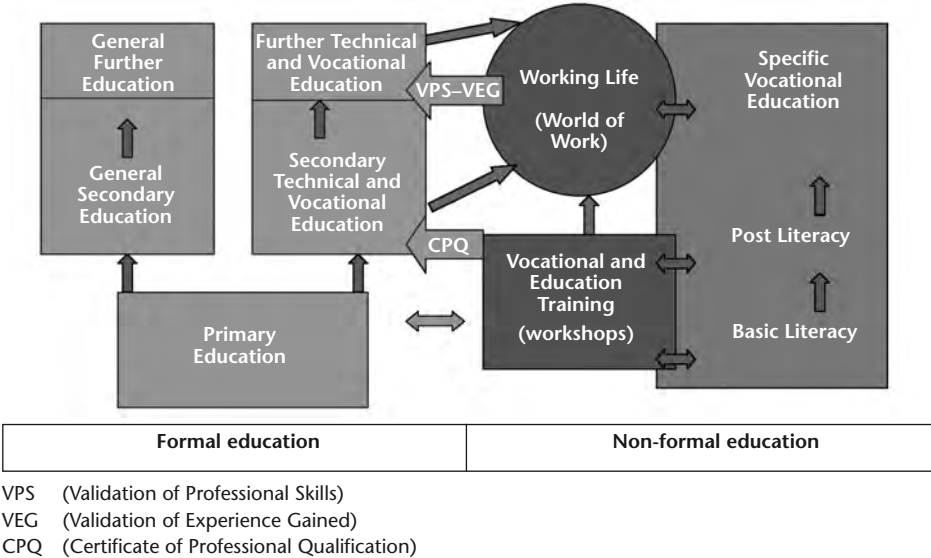 General
Further
Education
General
Secondary
Education
Further Technical
and Vocational
Education
Secondary
Technical and
Vocational
Education
VPS–VEG
CPQ
Working Life
(World of
Work)
Vocational and
Education
Training
(workshops)
Specific
Vocational
Education
Post Literacy
Basic Literacy
Primary
Education
Formal education
Non-formal education
VPS (Validation of Professional Skills)
VEG (Validation of Experience Gained)
CPQ (Certificate of Professional Qualification)